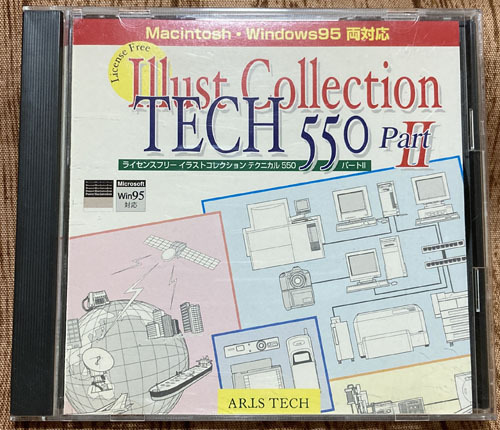 Macintosh・Windows95 両対応
License Free
Illust Collection
TECH 550 Part II
ライセンスフリー イラストコレクション テクニカル 550 パートII
Microsoft
Win95
対応
AR.I.S TECH